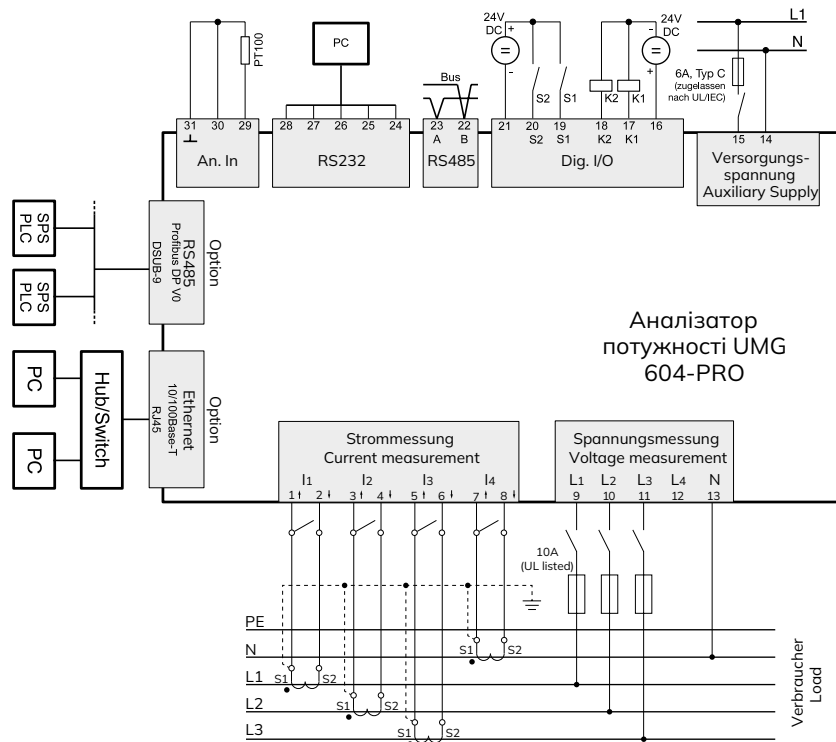 24V
DC
+
-
24V
DC
-
+
L1
N
PT100
PC
Bus
S2
S1
K2
K1
6A, Typ C
(zugelassen
nach UL/IEC)
31 30 29
28 27 26 25 24
23 22
A B
21 20 19 18 17 16
S2 S1 K2 K1
15 14
An. In
RS232
RS485
Dig. I/O
Versorgungs-
spannung
Auxiliary Supply
SPS
PLC
SPS
PLC
Option
RS485
Profibus DP V0
DSUB-9
Аналізатор
потужності UMG
604-PRO
PC
PC
Hub/Switch
Option
Ethernet
10/100Base-T
RJ45
Strommessung
Current measurement
I1 I2 I3 I4
1 2 3 4 5 6 7 8
Spannungsmessung
Voltage measurement
L1 L2 L3 L4 N
9 10 11 12 13
10A
(UL listed)
PE
N
S1 S2
L1
S1 S2
L2
S1 S2
L3
S1 S2
Verbraucher
Load